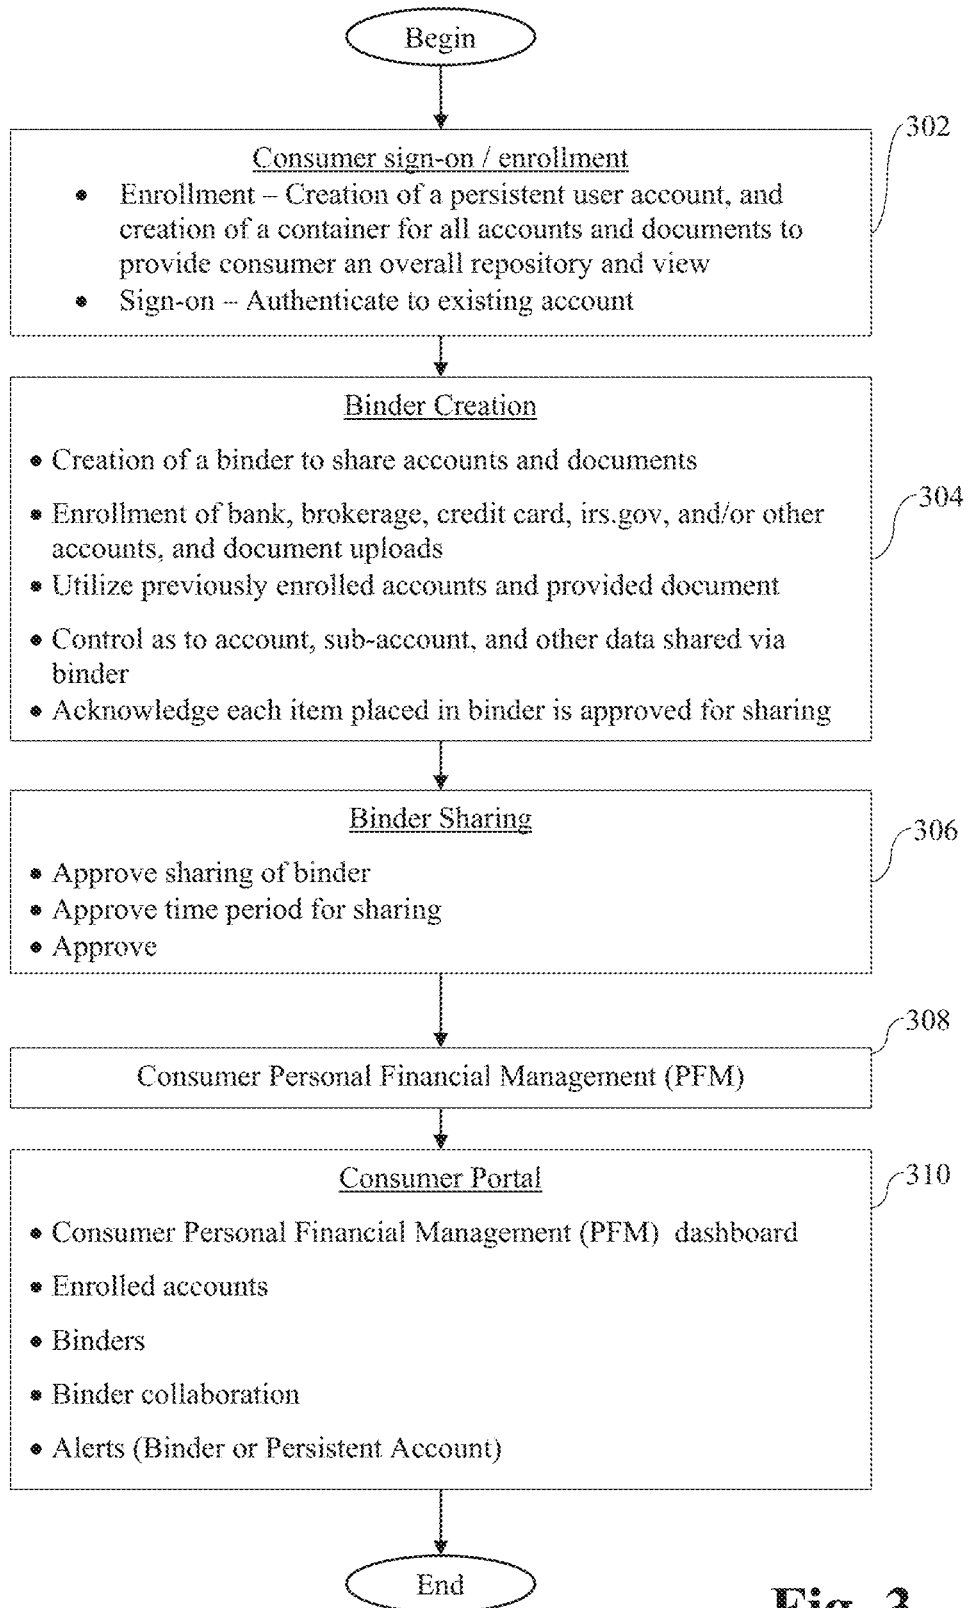 Begin
302
Consumer sign-on / enrollment
• Enrollment – Creation of a persistent user account, and
creation of a container for all accounts and documents to
provide consumer an overall repository and view
• Sign-on – Authenticate to existing account
Binder Creation
• Creation of a binder to share accounts and documents
304
• Enrollment of bank, brokerage, credit card, irs.gov, and/or other
accounts, and document uploads
• Utilize previously enrolled accounts and provided document
• Control as to account, sub-account, and other data shared via
binder
• Acknowledge each item placed in binder is approved for sharing
Binder Sharing
306
• Approve sharing of binder
• Approve time period for sharing
• Approve
308
Consumer Personal Financial Management (PFM)
Consumer Portal
310
• Consumer Personal Financial Management (PFM) dashboard
• Enrolled accounts
• Binders
• Binder collaboration
• Alerts (Binder or Persistent Account)
End
Fig. 3